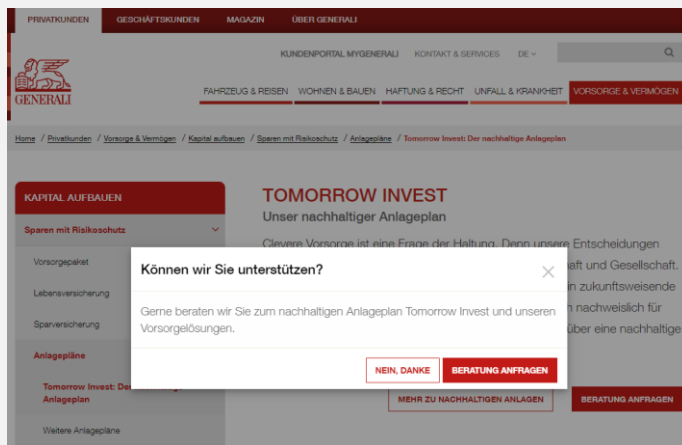 PRIVATKUNDEN GESCHÄFTSKUNDEN MAGAZIN ÜBER GENERALI
KUNDENPORTAL MYGENERALI KONTAKT & SERVICES DE
GENERALI
FAHRZEUG & REISEN WOHNEN & BAUEN HAFTUNG & RECHT UNFALL & KRANKHEIT VORSORGE & VERMÖGEN
Home / Privatkunden / Vorsorge & Vermögen / Kapital aufbauen / Sparen mit Risikoschutz / Anlagepläne / Tomorrow Invest: Der nachhaltige Anlageplan
KAPITAL AUFBAUEN
Sparen mit Risikoschutz
Vorsorgepaket
Lebensversicherung
Sparversicherung
Anlagepläne
Tomorrow Invest: Der
Anlageplan
Weitere Anlagepläne
TOMORROW INVEST
Unser nachhaltiger Anlageplan
Clevere Vorsorge ist eine Frage der Haltung. Denn unsere Entscheidungen
und Gesellschaft.
in zukunftsweisende
nachweislich für
über eine nachhaltige
Können wir Sie unterstützen?
Gerne beraten wir Sie zum nachhaltigen Anlageplan Tomorrow Invest und unseren
Vorsorgelösungen.
NEIN, DANKE BERATUNG ANFRAGEN
MEHR ZU NACHHALTIGEN ANLAGEN BERATUNG ANFRAGEN